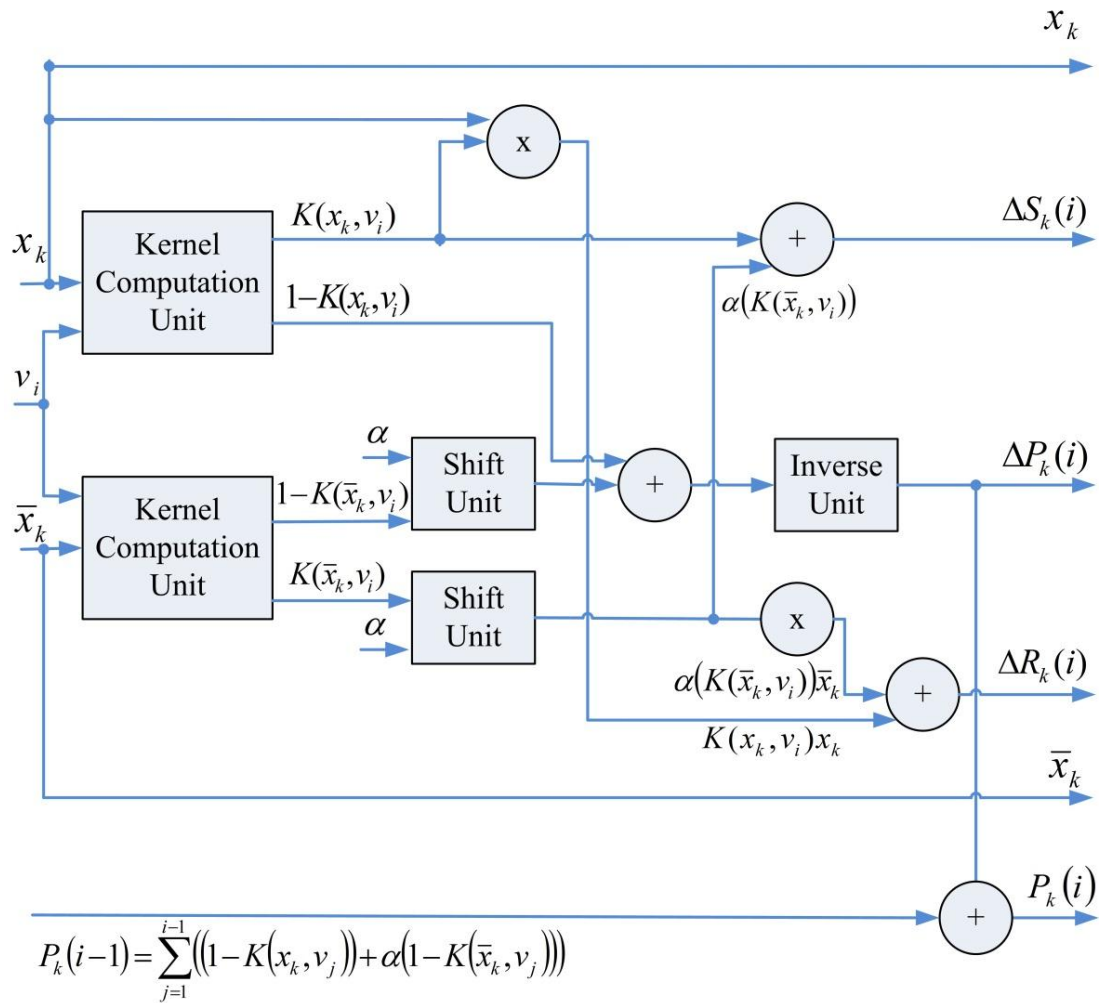 x_k
x
K(x_k, v_i)
ΔS_k(i)
x_k
Kernel
Computation
Unit
+
α(K(x̄_k, v_i))
1−K(x_k, v_i)
v_i
α
Shift
Unit
Inverse
Unit
ΔP_k(i)
1−K(x̄_k, v_i)
+
x̄_k
Kernel
Computation
Unit
K(x̄_k, v_i)
α
Shift
Unit
x
ΔR_k(i)
α(K(x̄_k, v_i))x̄_k
+
K(x_k, v_i)x_k
x̄_k
P_k(i)
+
P_k(i−1)=∑_{j=1}^{i−1}((1−K(x_k, v_j))+α(1−K(x̄_k, v_j)))